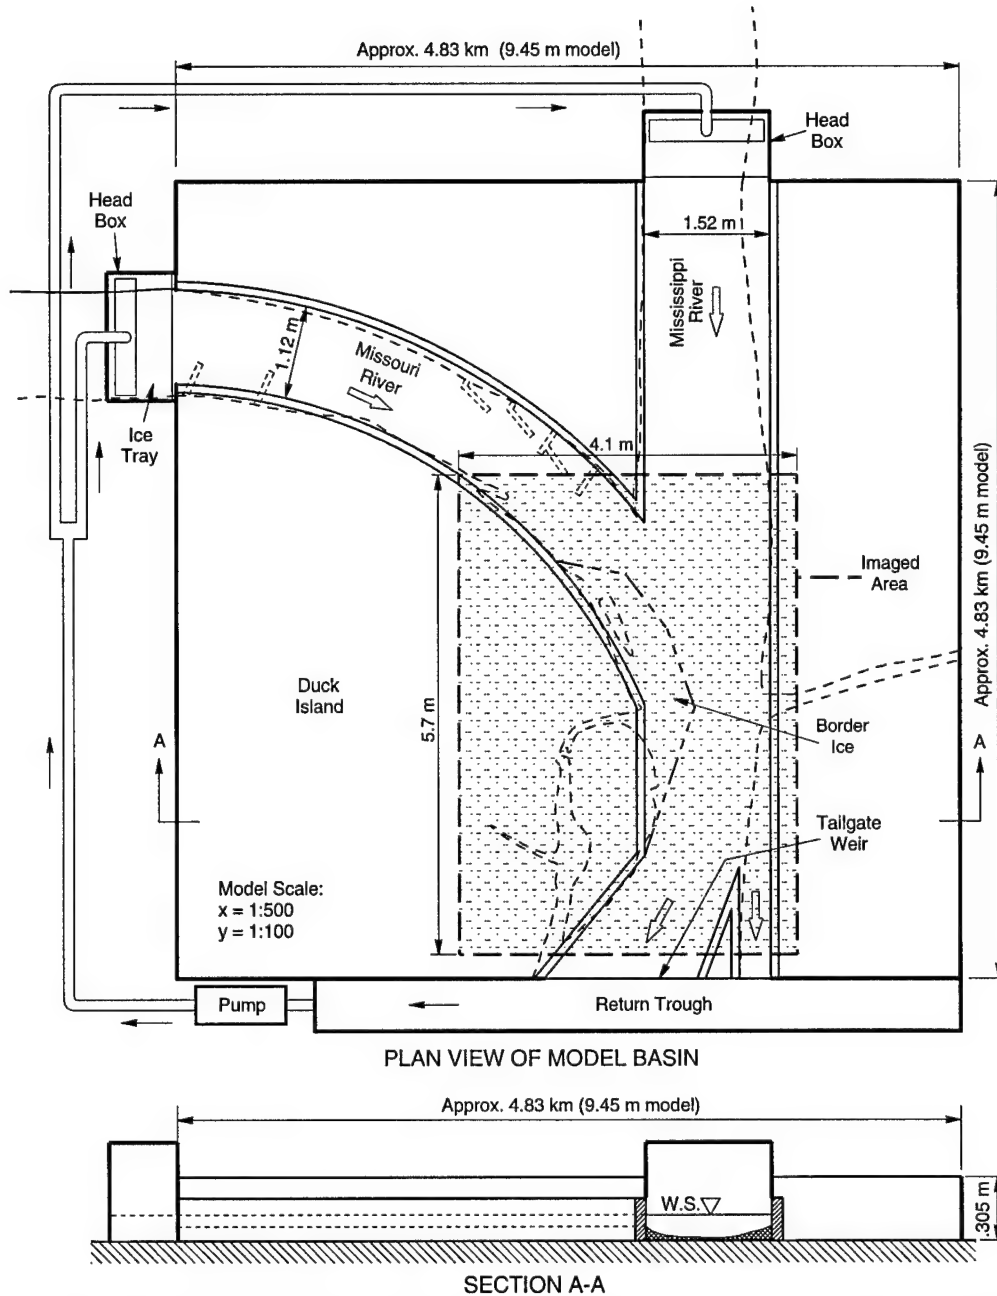 Approx. 4.83 km (9.45 m model)
Head
Box
Head
Box
1.52 m
Mississippi
River
1.12 m
Missouri
River
Ice
Tray
4.1 m
Imaged
Area
Approx. 4.83 km (9.45 m model)
Duck
Island
5.7 m
Border
Ice
A
A
Tailgate
Weir
Model Scale:
x = 1:500
y = 1:100
Pump
Return Trough
PLAN VIEW OF MODEL BASIN
Approx. 4.83 km (9.45 m model)
W.S.
.305 m
SECTION A-A